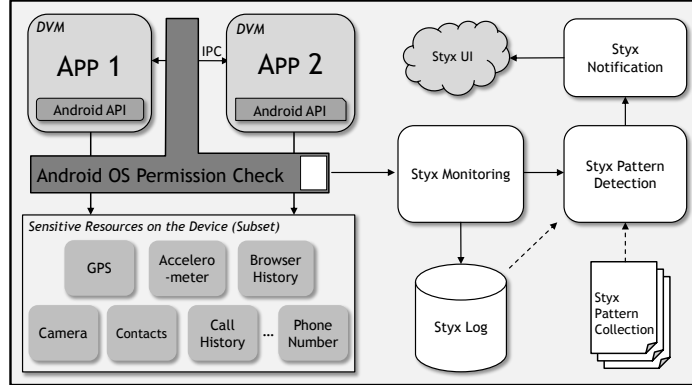 DVM
APP 1
Android API
IPC
DVM
APP 2
Android API
Android OS Permission Check
Sensitive Resources on the Device (Subset)
GPS
Accelero
-meter
Browser
History
Camera
Contacts
Call
History
...
Phone
Number
Styx UI
Styx
Notification
Styx Monitoring
Styx Pattern
Detection
Styx Log
Styx
Pattern
Collection